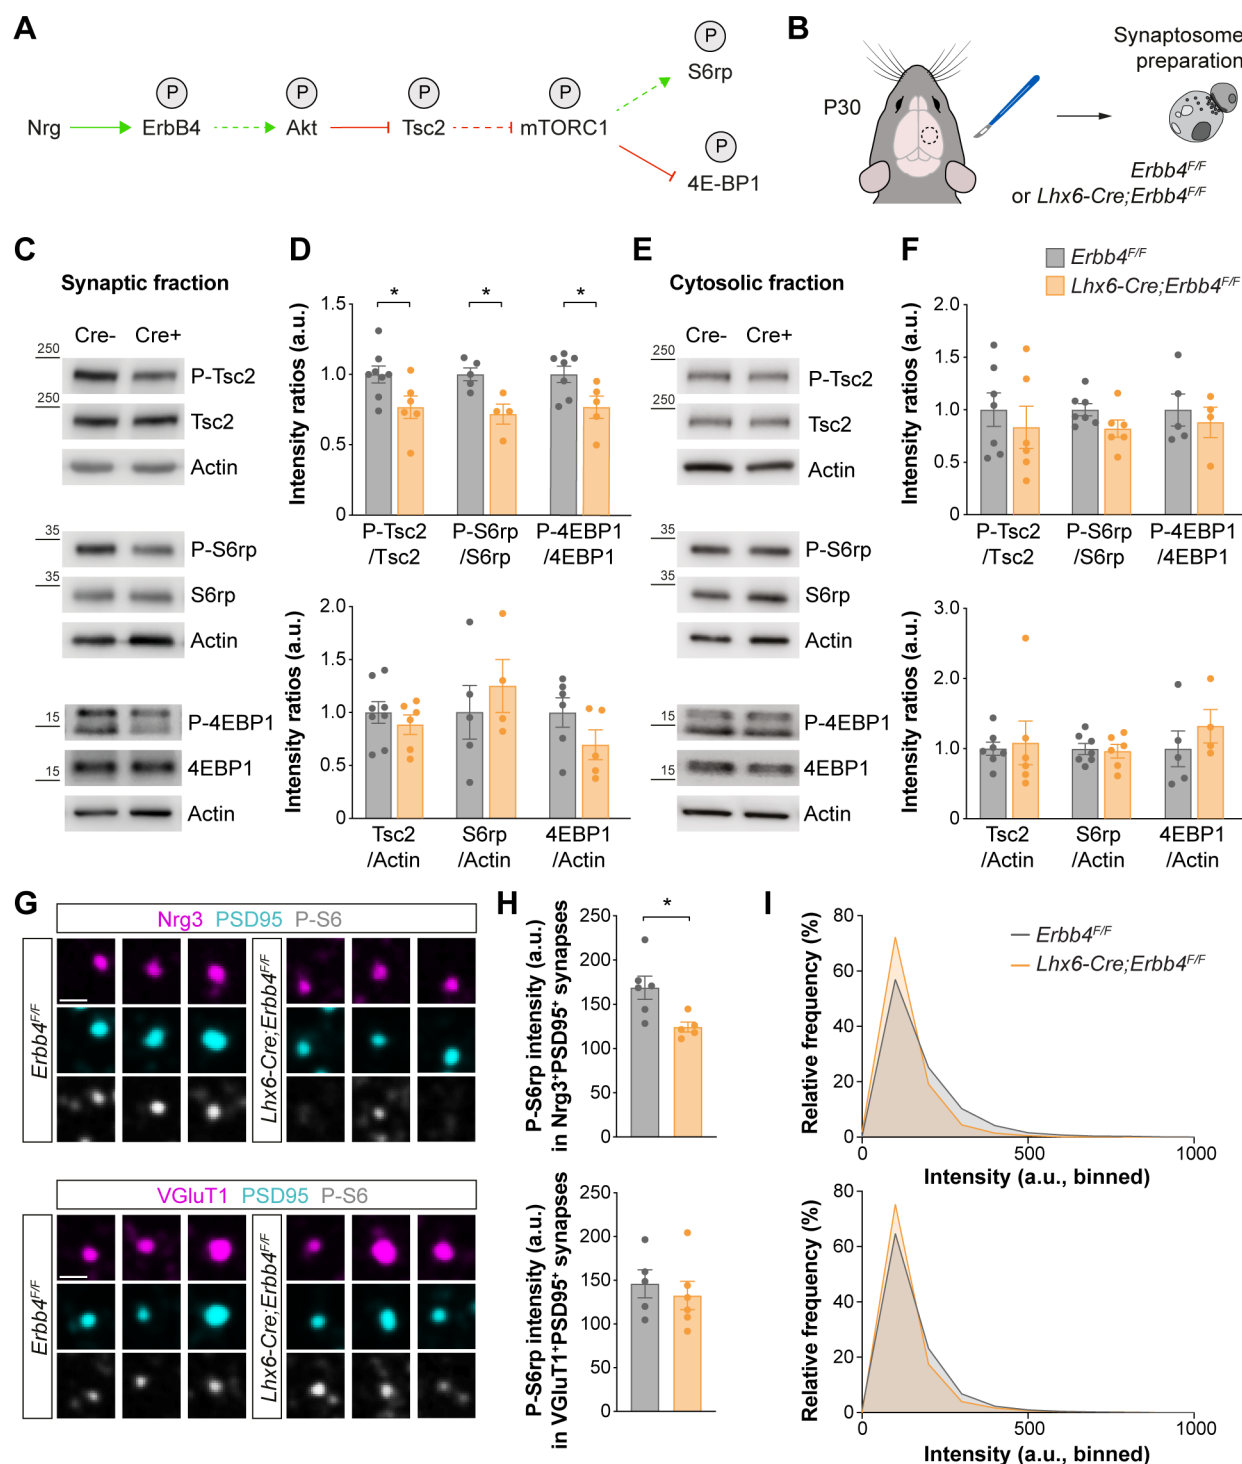 A
P
P
P
P
P
S6rp
Nrg
ErbB4
Akt
Tsc2
mTORC1
P
4E-BP1
B
Synaptosome
preparation
P30
Erbb4F/F
or Lhx6-Cre;Erbb4F/F
C
Synaptic fraction
Cre- Cre+
250
P-Tsc2
250
Tsc2
Actin
35
P-S6rp
35
S6rp
Actin
15
P-4EBP1
15
4EBP1
Actin
D
Intensity ratios (a.u.)
1.5
1.0
0.5
0
* * *
P-Tsc2 P-S6rp P-4EBP1
/Tsc2 /S6rp /4EBP1
Intensity ratios (a.u.)
2.0
1.5
1.0
0.5
0
Tsc2 S6rp 4EBP1
/Actin /Actin /Actin
E
Cytosolic fraction
Cre- Cre+
250
P-Tsc2
250
Tsc2
Actin
35
P-S6rp
35
S6rp
Actin
15
P-4EBP1
15
4EBP1
Actin
F
Erbb4F/F
Lhx6-Cre;Erbb4F/F
Intensity ratios (a.u.)
2.0
1.5
1.0
0.5
0
P-Tsc2 P-S6rp P-4EBP1
/Tsc2 /S6rp /4EBP1
Intensity ratios (a.u.)
3.0
2.0
1.0
0
Tsc2 S6rp 4EBP1
/Actin /Actin /Actin
G
Nrg3 PSD95 P-S6
Erbb4F/F
Lhx6-Cre;Erbb4F/F
VGluT1 PSD95 P-S6
Erbb4F/F
Lhx6-Cre;Erbb4F/F
H
P-S6rp intensity (a.u.)
in Nrg3+PSD95+ synapses
250
200
150
100
50
0
*
P-S6rp intensity (a.u.)
in VGluT1+PSD95+ synapses
250
200
150
100
50
0
I
Relative frequency (%)
80
60
40
20
0
Erbb4F/F
Lhx6-Cre;Erbb4F/F
0 500 1000
Intensity (a.u., binned)
Relative frequency (%)
80
60
40
20
0
0 500 1000
Intensity (a.u., binned)